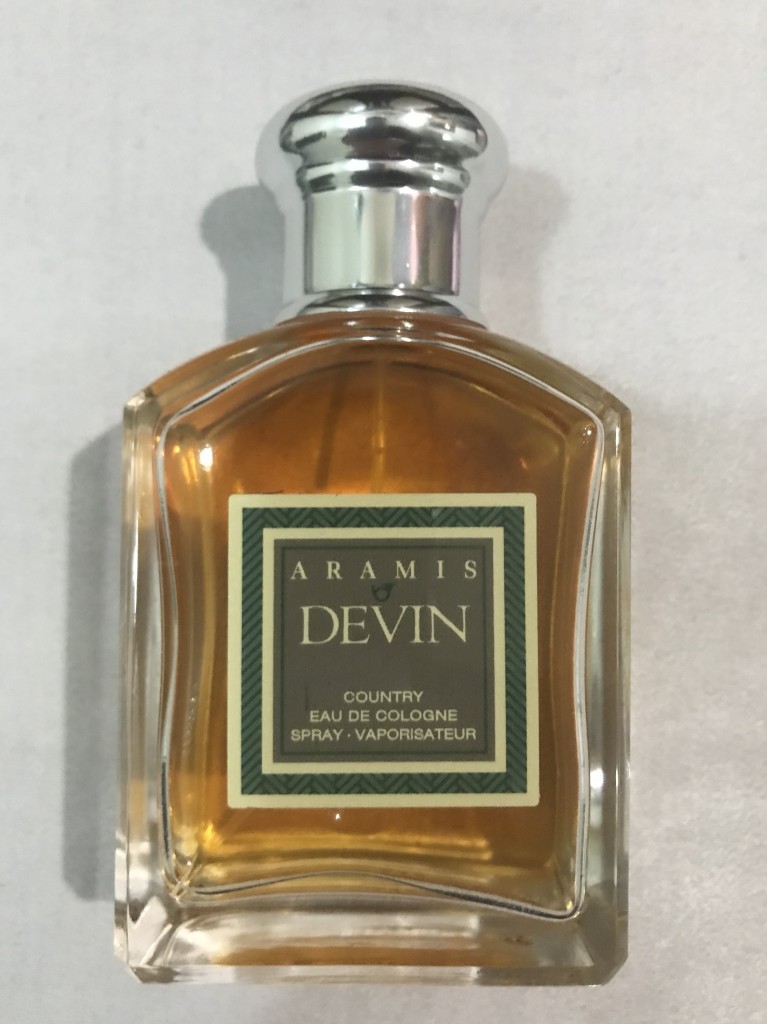 ARAMIS
DEVIN
COUNTRY
EAU DE COLOGNE
SPRAY · VAPORISATEUR